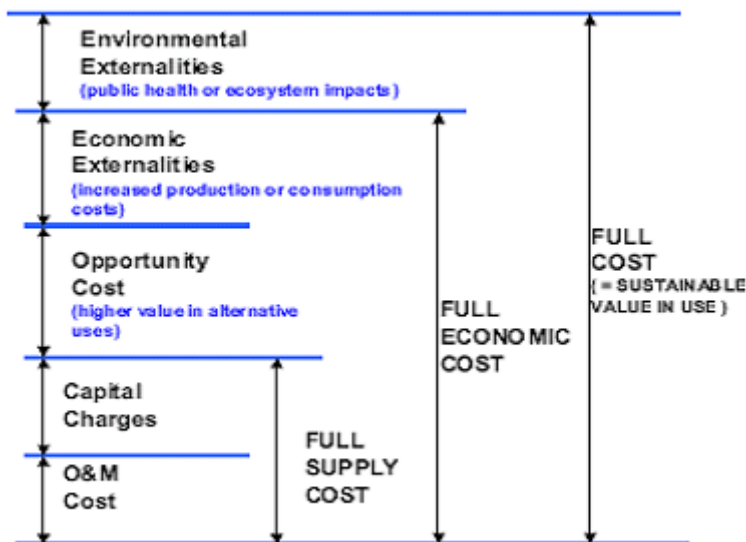 Environmental
Externalities
(public health or ecosystem impacts)
Economic
Externalities
(increased production or consumption
costs)
Opportunity
Cost
(higher value in alternative
uses)
Capital
Charges
O&M
Cost
FULL
SUPPLY
COST
FULL
ECONOMIC
COST
FULL
COST
( = SUSTAINABLE
VALUE IN USE )